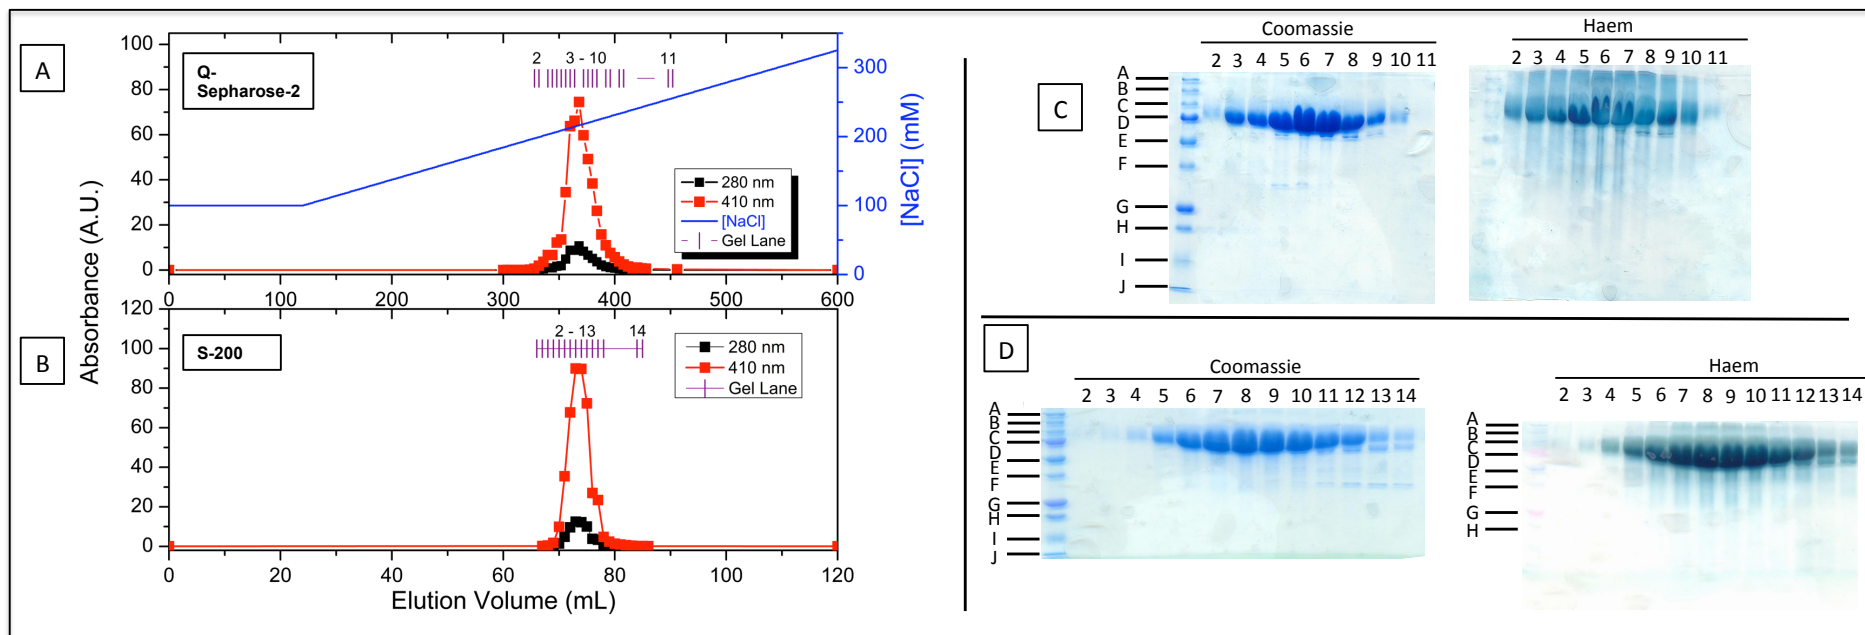 A
Q-
Sepharose-2
100
80
60
40
20
0
2
3 - 10
11
300
200
100
0
280 nm
410 nm
[NaCl]
Gel Lane
0
100
200
300
400
500
600
[NaCl] (mM)
Absorbance (A.U.)
B
S-200
120
100
80
60
40
20
0
2 - 13
14
280 nm
410 nm
Gel Lane
0
20
40
60
80
100
120
Elution Volume (mL)
C
Coomassie
2 3 4 5 6 7 8 9 10 11
A
B
C
D
E
F
G
H
I
J
Haem
2 3 4 5 6 7 8 9 10 11
D
Coomassie
2 3 4 5 6 7 8 9 10 11 12 13 14
A
B
C
D
E
F
G
H
I
J
Haem
2 3 4 5 6 7 8 9 10 11 12 13 14
A
B
C
D
E
F
G
H